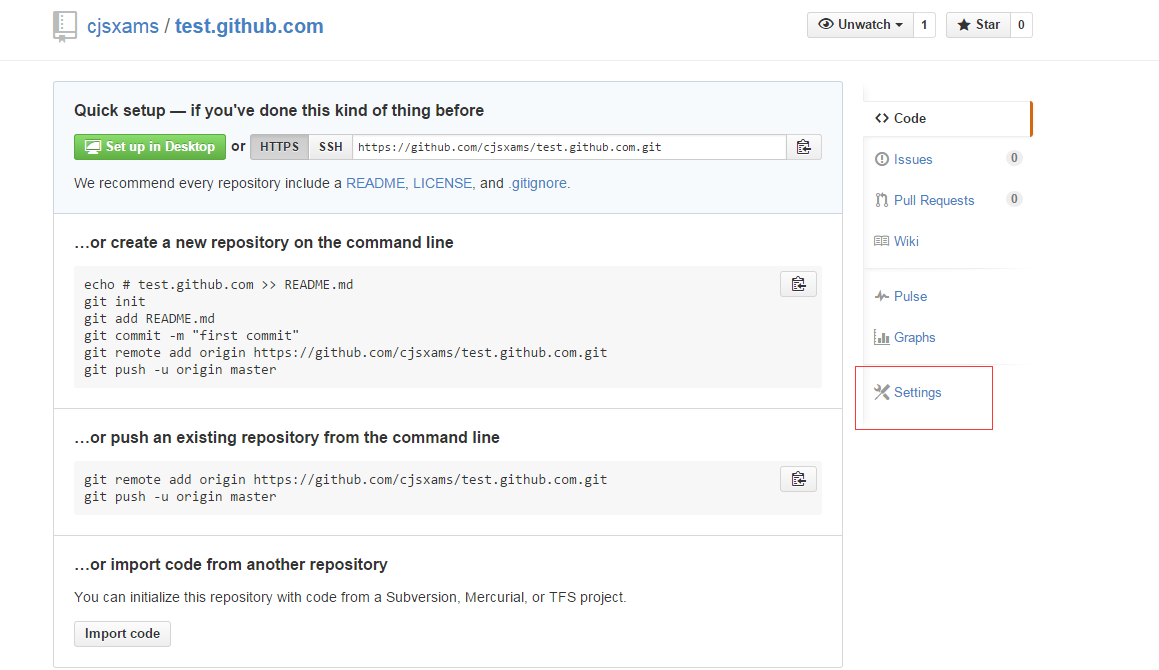 cjsxams / test.github.com
Unwatch 1 Star 0
Quick setup — if you've done this kind of thing before
Set up in Desktop or HTTPS SSH https://github.com/cjsxams/test.github.com.git
We recommend every repository include a README, LICENSE, and .gitignore.
…or create a new repository on the command line
echo # test.github.com >> README.md
git init
git add README.md
git commit -m "first commit"
git remote add origin https://github.com/cjsxams/test.github.com.git
git push -u origin master
…or push an existing repository from the command line
git remote add origin https://github.com/cjsxams/test.github.com.git
git push -u origin master
…or import code from another repository
You can initialize this repository with code from a Subversion, Mercurial, or TFS project.
Import code
Code
Issues 0
Pull Requests 0
Wiki
Pulse
Graphs
Settings